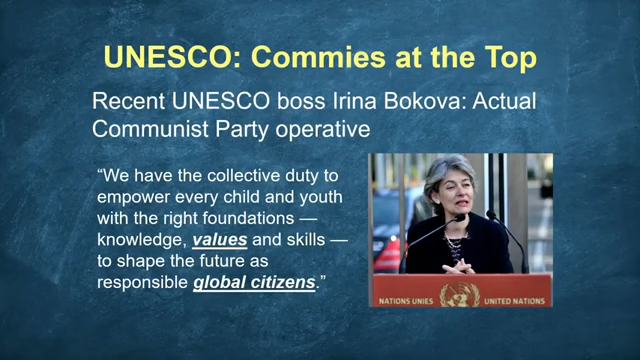 UNESCO: Commies at the Top
Recent UNESCO boss Irina Bokova: Actual
Communist Party operative
“We have the collective duty to
empower every child and youth
with the right foundations —
knowledge, values and skills —
to shape the future as
responsible global citizens.”
NATIONS UNIES UNITED NATIONS